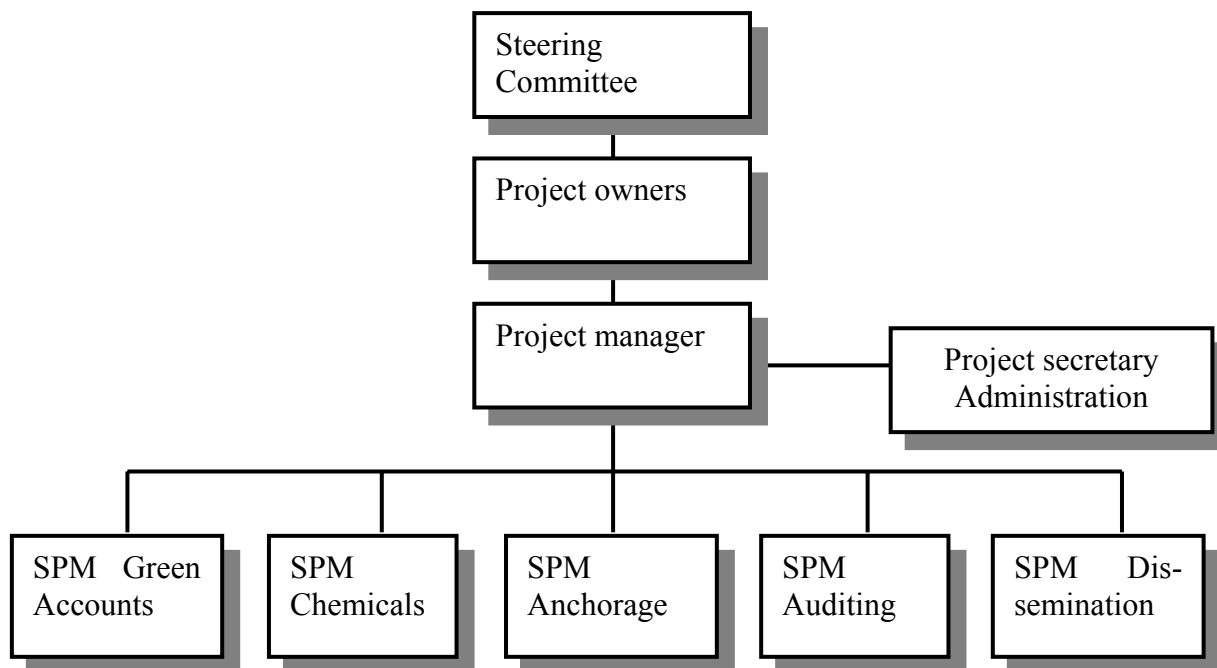 Steering
Committee
Project owners
Project manager
Project secretary
Administration
SPM Green
Accounts
SPM
Chemicals
SPM
Anchorage
SPM
Auditing
SPM Dis-
semination